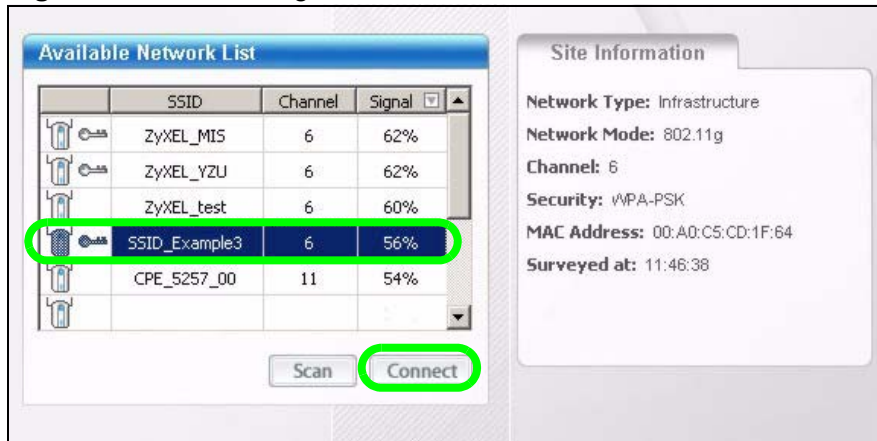 Available Network List
SSID Channel Signal
ZyXEL_MIS 6 62%
ZyXEL_YZU 6 62%
ZyXEL_test 6 60%
SSID_Example3 6 56%
CPE_5257_00 11 54%
Scan Connect
Site Information
Network Type: Infrastructure
Network Mode: 802.11g
Channel: 6
Security: WPA-PSK
MAC Address: 00:A0:C5:CD:1F:64
Surveyed at: 11:46:38